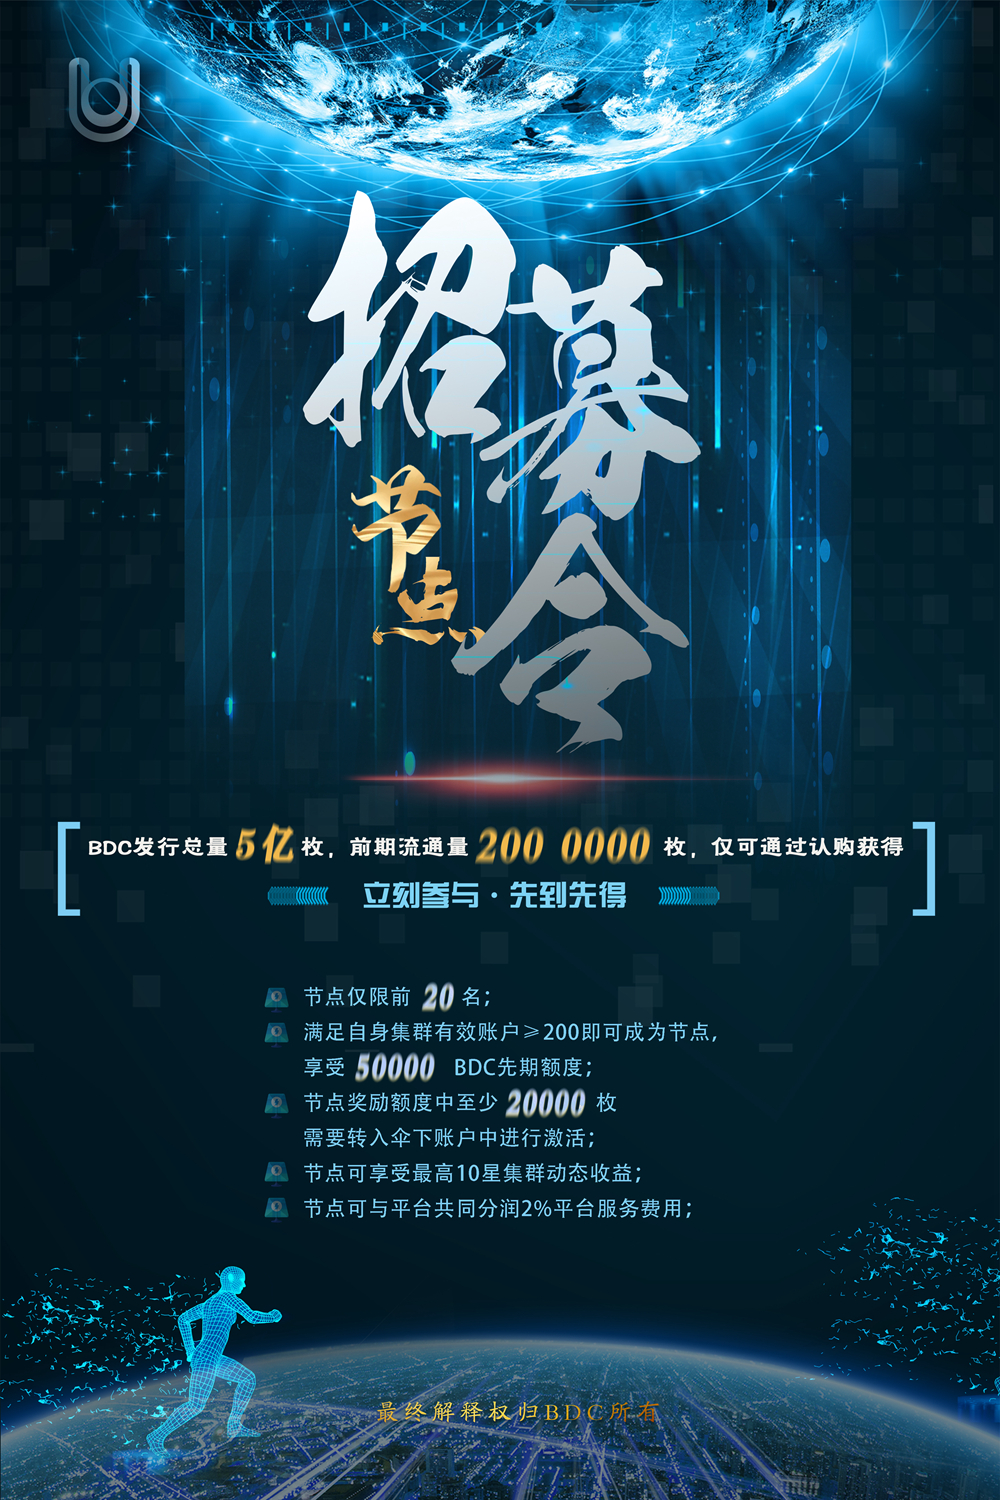 招募令
节点
BDC发行总量5亿枚，前期流通量200 0000枚，仅可通过认购获得
立刻参与·先到先得
节点仅限前 20 名；
满足自身集群有效账户≥200即可成为节点，
享受 50000 BDC先期额度；
节点奖励额度中至少 20000 枚
需要转入伞下账户中进行激活；
节点可享受最高10星集群动态收益；
节点可与平台共同分润2%平台服务费用；
最终解释权归BDC所有